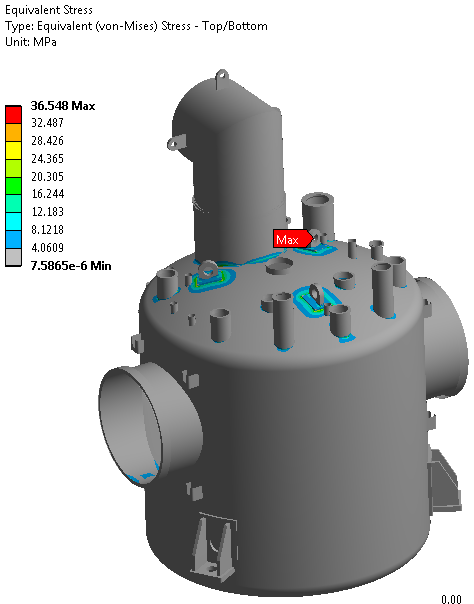 Equivalent Stress
Type: Equivalent (von-Mises) Stress - Top/Bottom
Unit: MPa
36.548 Max
32.487
28.426
24.365
20.305
16.244
12.183
8.1218
4.0609
7.5865e-6 Min
Max
0.00